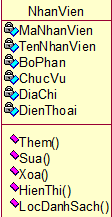 NhanVien
MaNhanVien
TenNhanVien
BoPhan
ChucVu
DiaChi
DienThoai
Them()
Sua()
Xoa()
HienThi()
LocDanhSach()